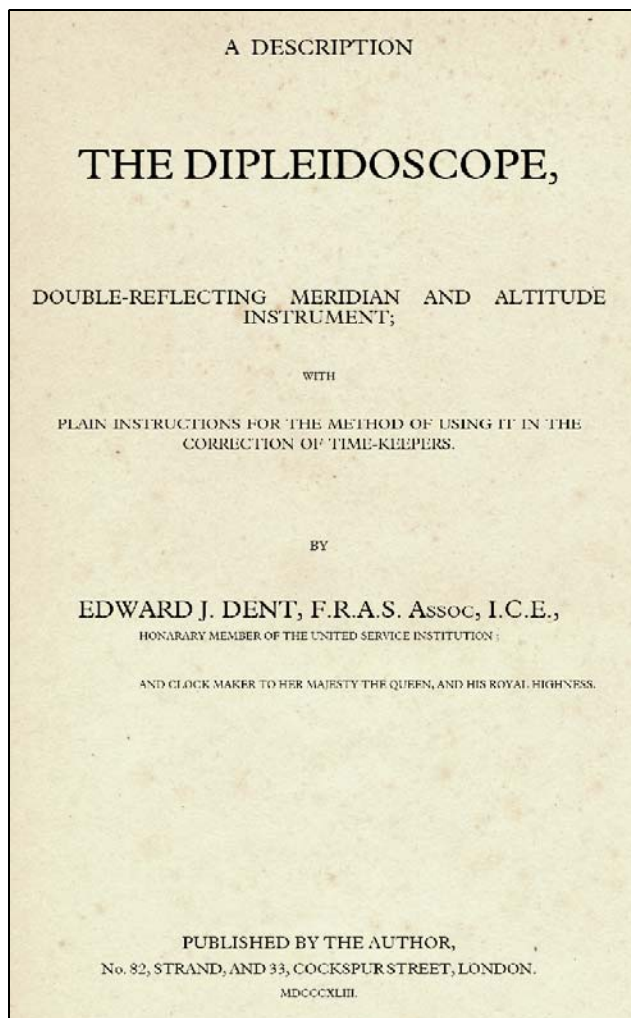 A DESCRIPTION
THE DIPLEIDOSCOPE,
DOUBLE-REFLECTING MERIDIAN AND ALTITUDE
INSTRUMENT;
WITH
PLAIN INSTRUCTIONS FOR THE METHOD OF USING IT IN THE
CORRECTION OF TIME-KEEPERS.
BY
EDWARD J. DENT, F.R.A.S. Assoc, I.C.E.,
HONARARY MEMBER OF THE UNITED SERVICE INSTITUTION ;
AND CLOCK MAKER TO HER MAJESTY THE QUEEN, AND HIS ROYAL HIGHNESS.
PUBLISHED BY THE AUTHOR,
No. 82, STRAND, AND 33, COCKSPUR STREET, LONDON.
MDCCCXLIII.